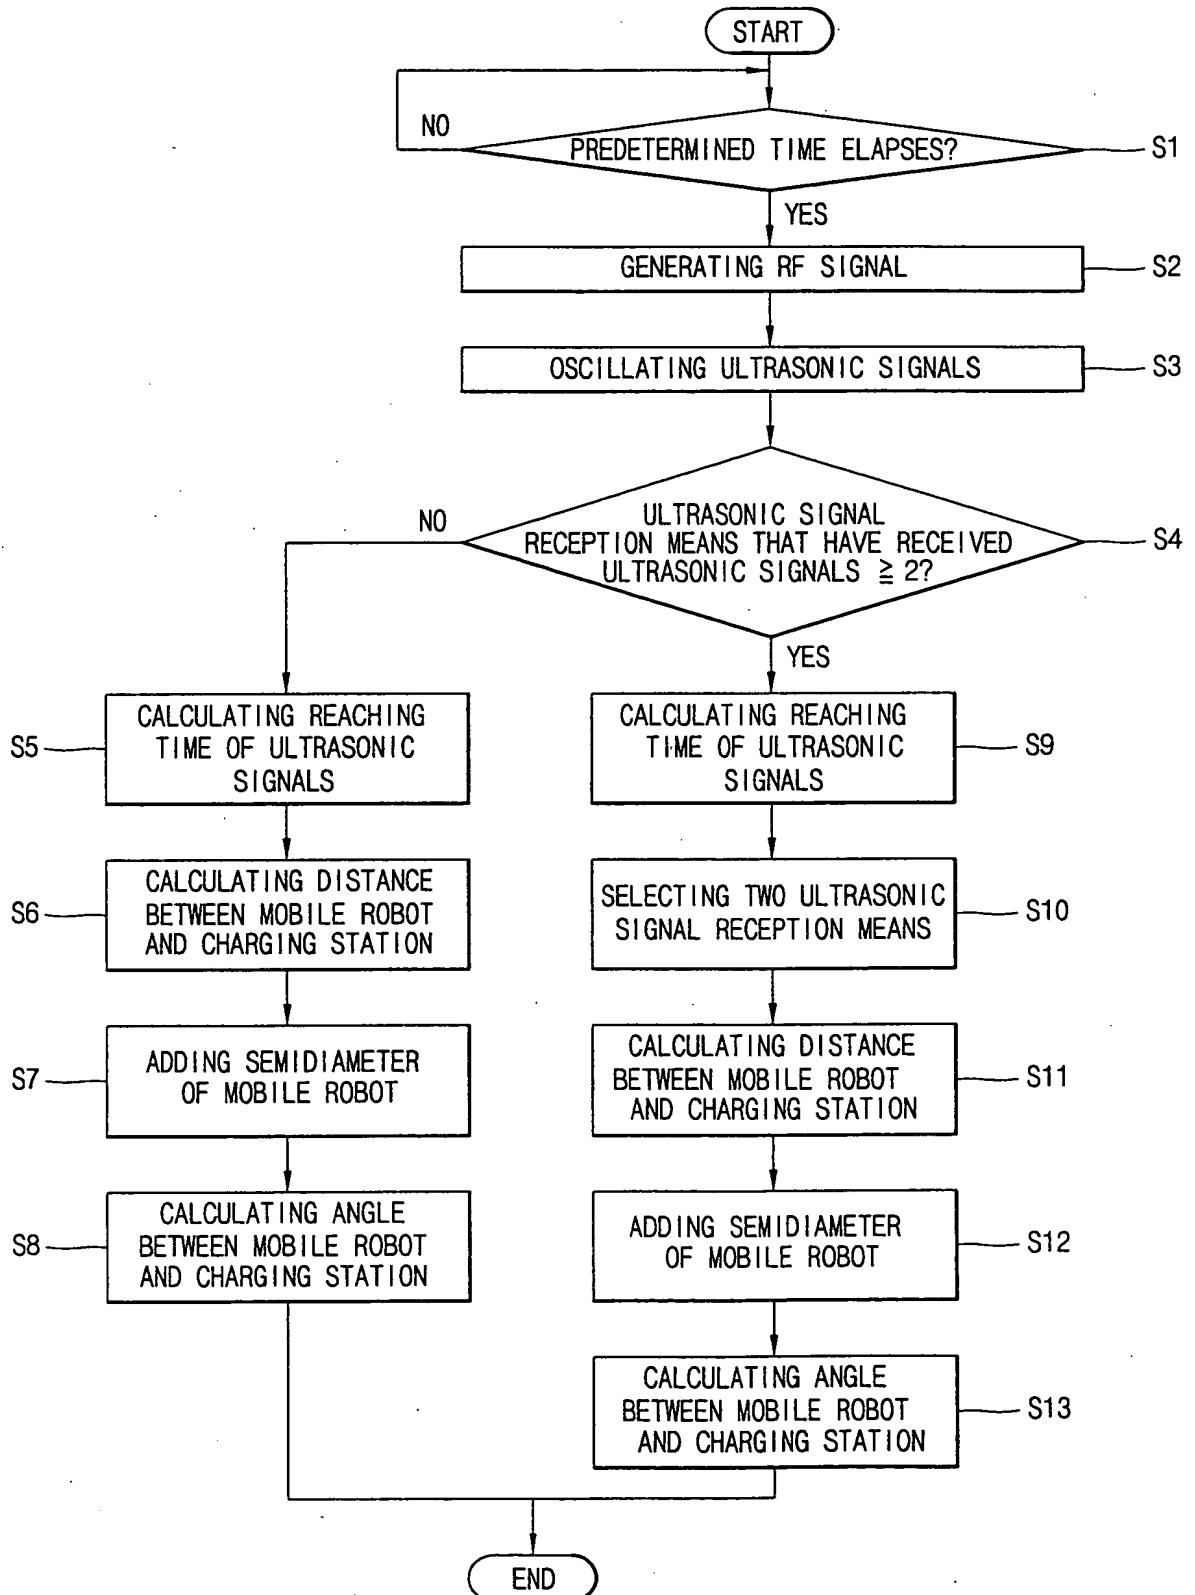 START
NO
PREDETERMINED TIME ELAPSES?
S1
YES
GENERATING RF SIGNAL
S2
OSCILLATING ULTRASONIC SIGNALS
S3
NO
ULTRASONIC SIGNAL
RECEPTION MEANS THAT HAVE RECEIVED
ULTRASONIC SIGNALS ≧ 2?
S4
YES
S5
CALCULATING REACHING
TIME OF ULTRASONIC
SIGNALS
CALCULATING REACHING
TIME OF ULTRASONIC
SIGNALS
S9
S6
CALCULATING DISTANCE
BETWEEN MOBILE ROBOT
AND CHARGING STATION
SELECTING TWO ULTRASONIC
SIGNAL RECEPTION MEANS
S10
S7
ADDING SEMIDIAMETER
OF MOBILE ROBOT
CALCULATING DISTANCE
BETWEEN MOBILE ROBOT
AND CHARGING STATION
S11
S8
CALCULATING ANGLE
BETWEEN MOBILE ROBOT
AND CHARGING STATION
ADDING SEMIDIAMETER
OF MOBILE ROBOT
S12
CALCULATING ANGLE
BETWEEN MOBILE ROBOT
AND CHARGING STATION
S13
END